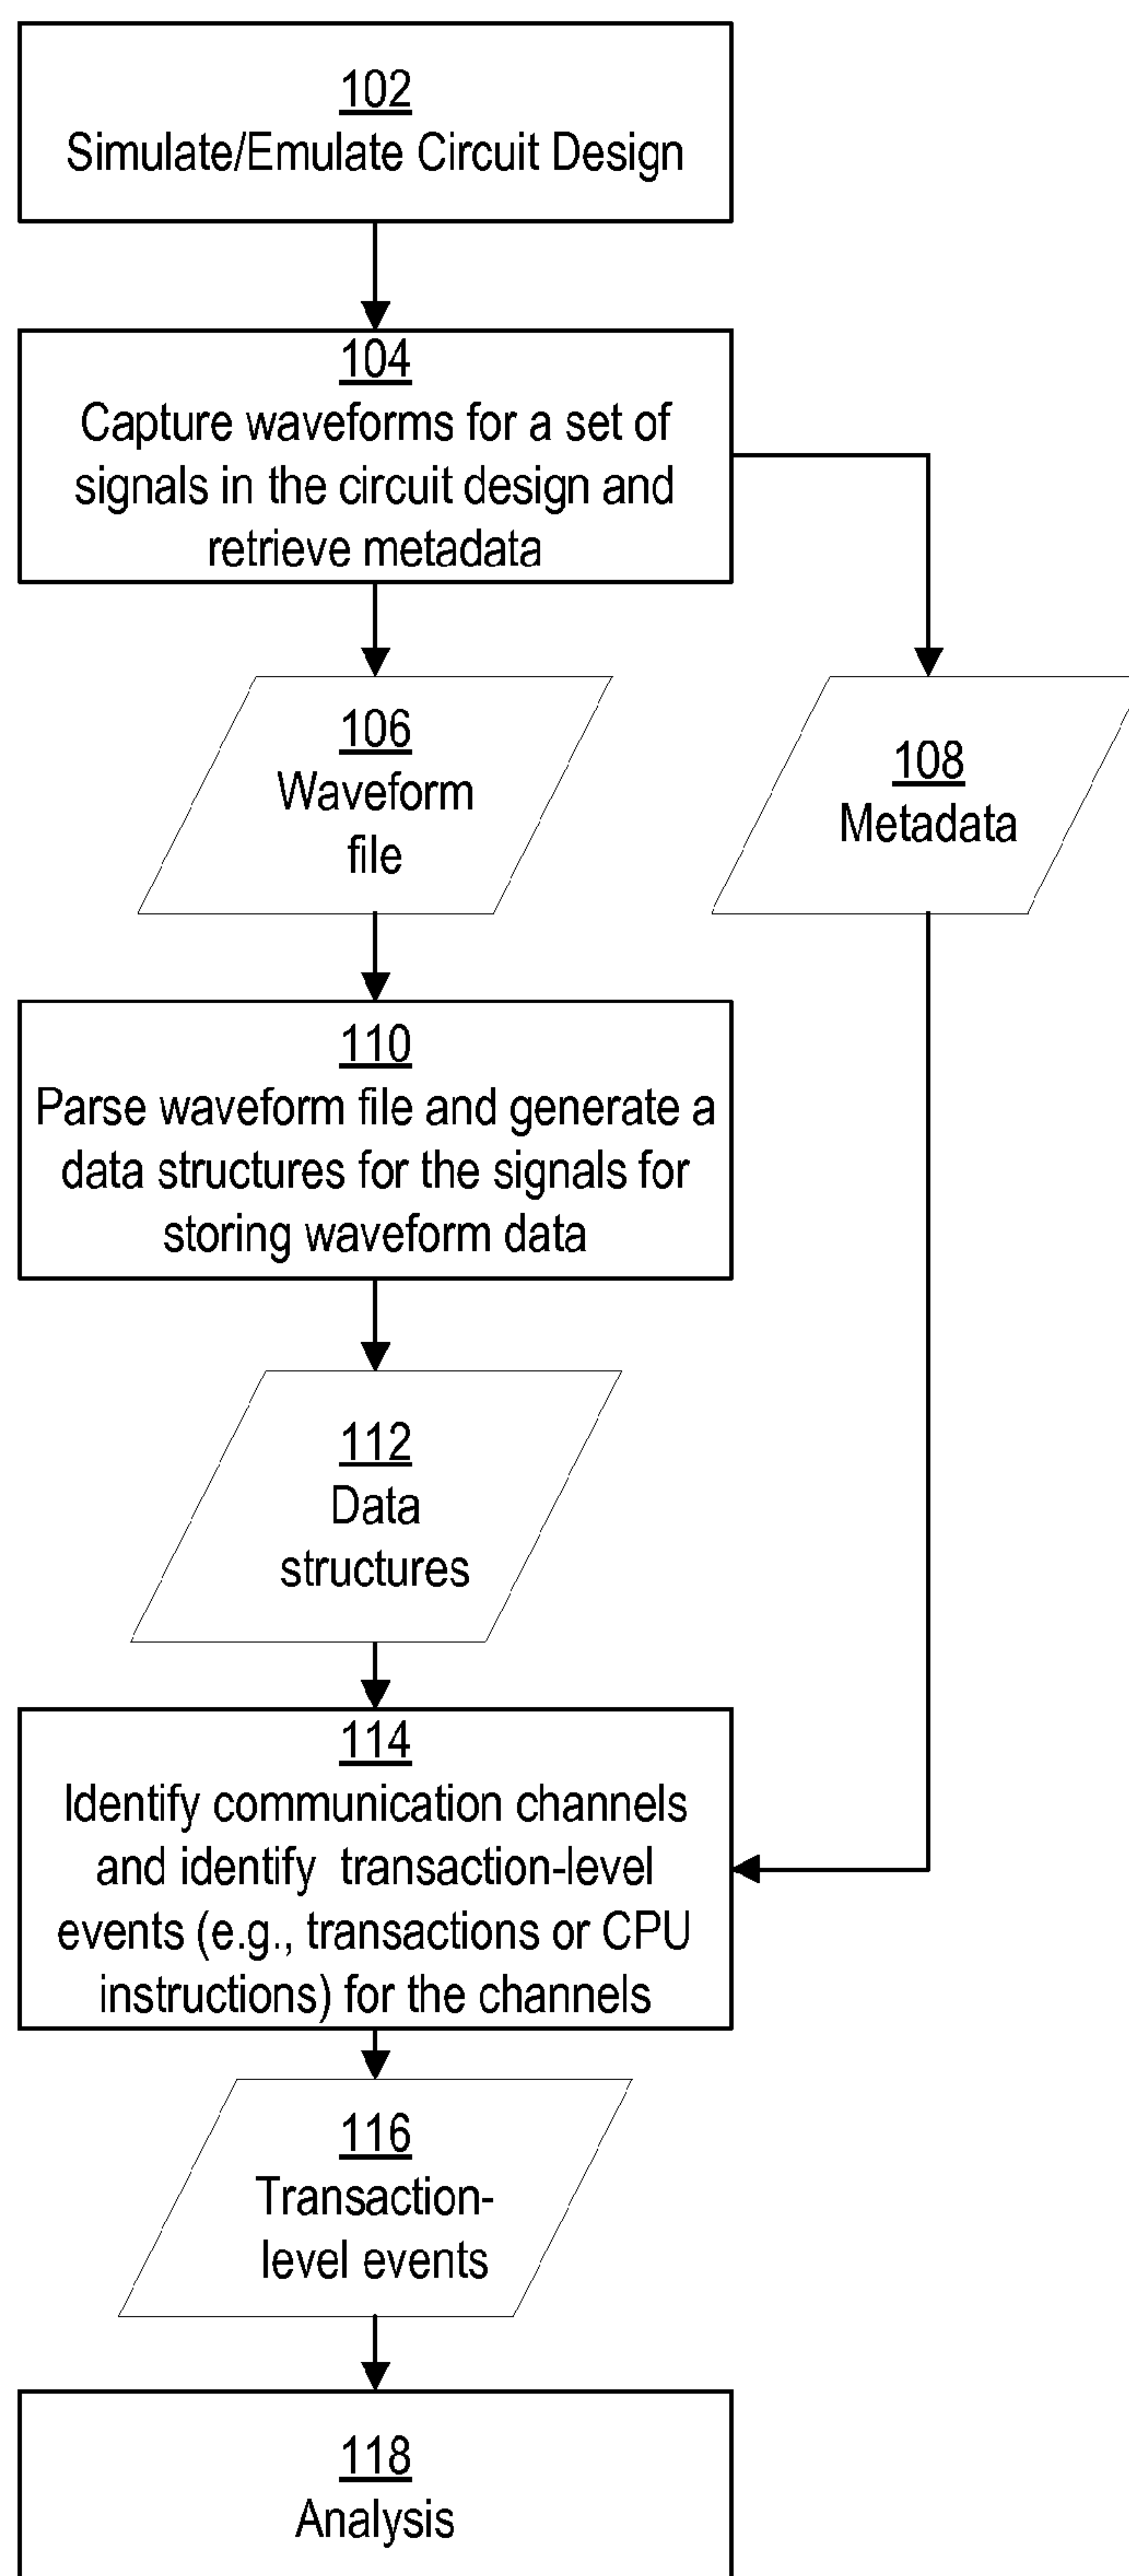 102
Simulate/Emulate Circuit Design
104
Capture waveforms for a set of
signals in the circuit design and
retrieve metadata
106
Waveform
file
108
Metadata
110
Parse waveform file and generate a
data structures for the signals for
storing waveform data
112
Data
structures
114
Identify communication channels
and identify transaction-level
events (e.g., transactions or CPU
instructions) for the channels
116
Transaction-
level events
118
Analysis